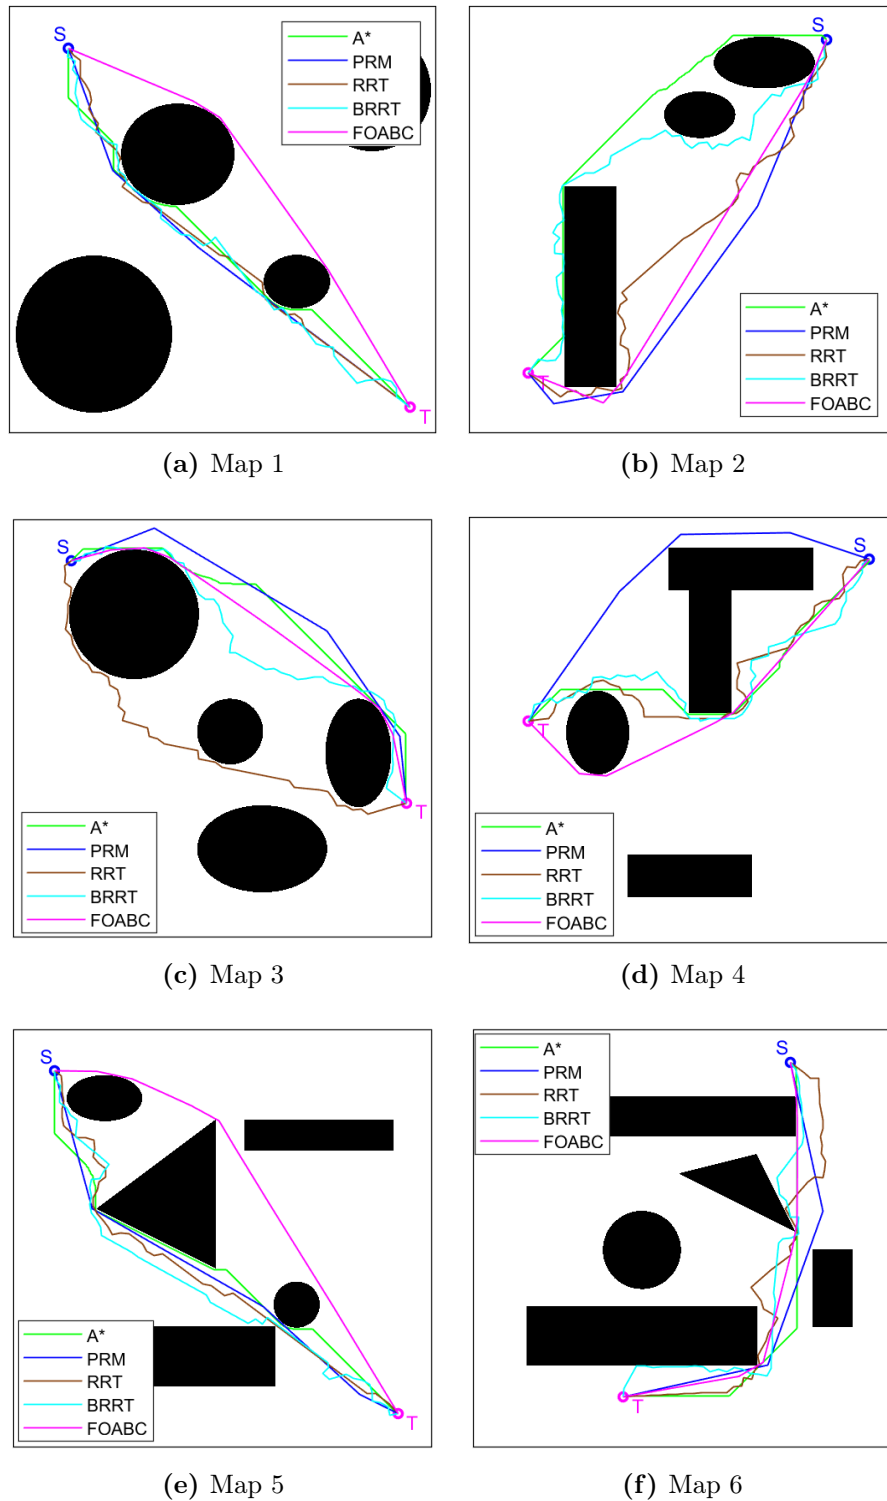 S
A*
PRM
RRT
BRRT
FOABC
T
(a) Map 1
S
T
A*
PRM
RRT
BRRT
FOABC
(b) Map 2
S
T
A*
PRM
RRT
BRRT
FOABC
(c) Map 3
S
T
A*
PRM
RRT
BRRT
FOABC
(d) Map 4
S
A*
PRM
RRT
BRRT
FOABC
T
(e) Map 5
A*
PRM
RRT
BRRT
FOABC
S
T
(f) Map 6